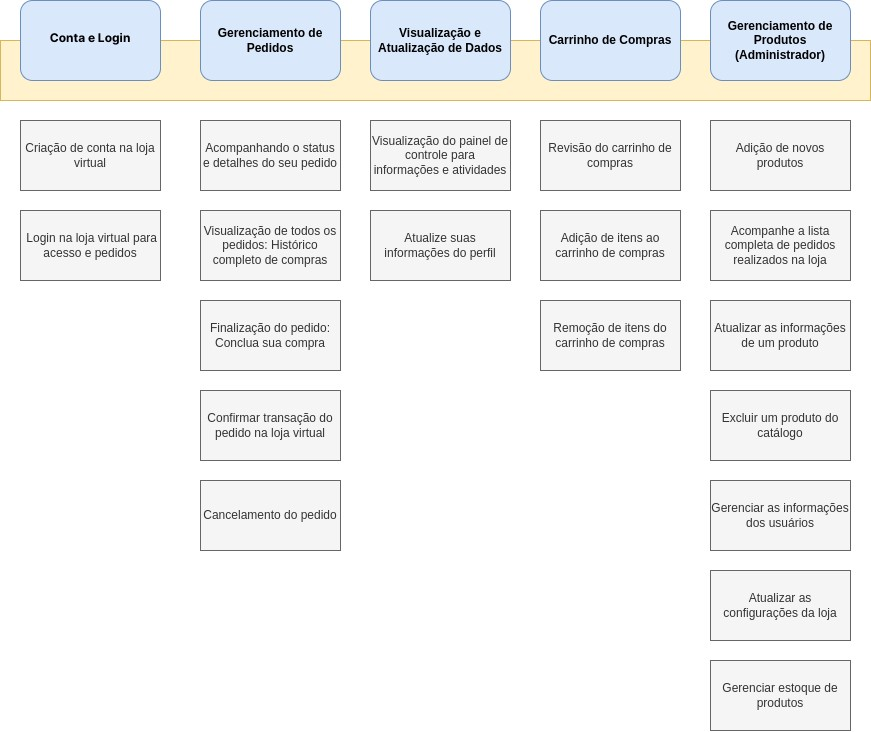 Conta e Login
Gerenciamento de
Pedidos
Visualização e
Atualização de Dados
Carrinho de Compras
Gerenciamento de
Produtos
(Administrador)
Criação de conta na loja
virtual
Login na loja virtual para
acesso e pedidos
Acompanhando o status
e detalhes do seu pedido
Visualização de todos os
pedidos: Histórico
completo de compras
Finalização do pedido:
Conclua sua compra
Confirmar transação do
pedido na loja virtual
Cancelamento do pedido
Visualização do painel de
controle para
informações e atividades
Atualize suas
informações do perfil
Revisão do carrinho de
compras
Adição de itens ao
carrinho de compras
Remoção de itens do
carrinho de compras
Adição de novos
produtos
Acompanhe a lista
completa de pedidos
realizados na loja
Atualizar as informações
de um produto
Excluir um produto do
catálogo
Gerenciar as informações
dos usuários
Atualizar as
configurações da loja
Gerenciar estoque de
produtos